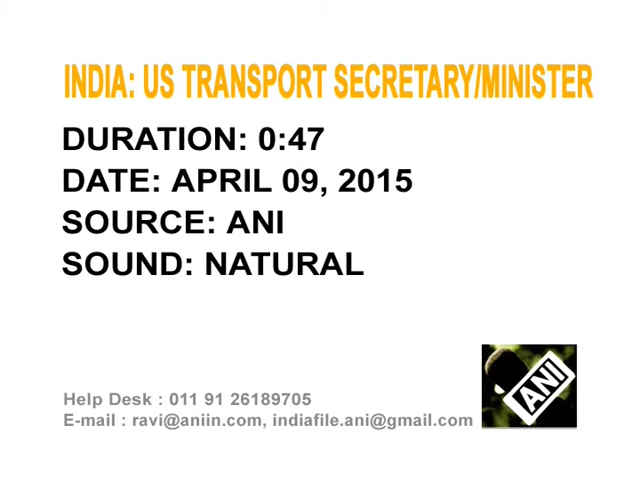 INDIA: US TRANSPORT SECRETARY/MINISTER
DURATION: 0:47
DATE: APRIL 09, 2015
SOURCE: ANI
SOUND: NATURAL
Help Desk : 011 91 26189705
E-mail : ravi@aniin.com, indiafile.ani@gmail.com
ANI